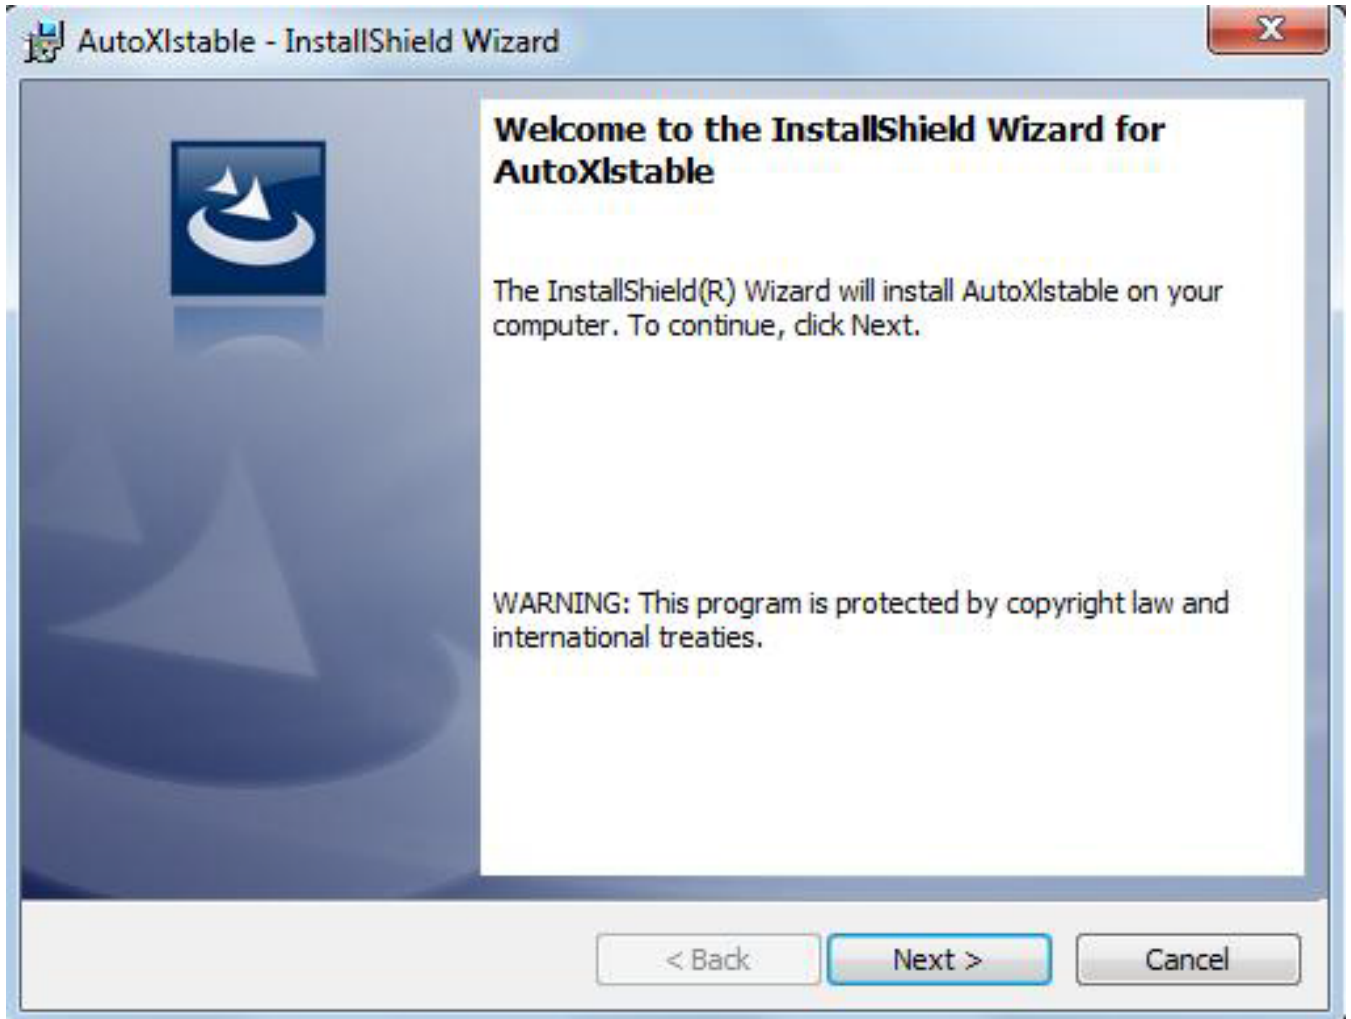 AutoXlstable - InstallShield Wizard
X
Welcome to the InstallShield Wizard for
AutoXlstable
The InstallShield(R) Wizard will install AutoXlstable on your
computer. To continue, click Next.
WARNING: This program is protected by copyright law and
international treaties.
< Back Next > Cancel